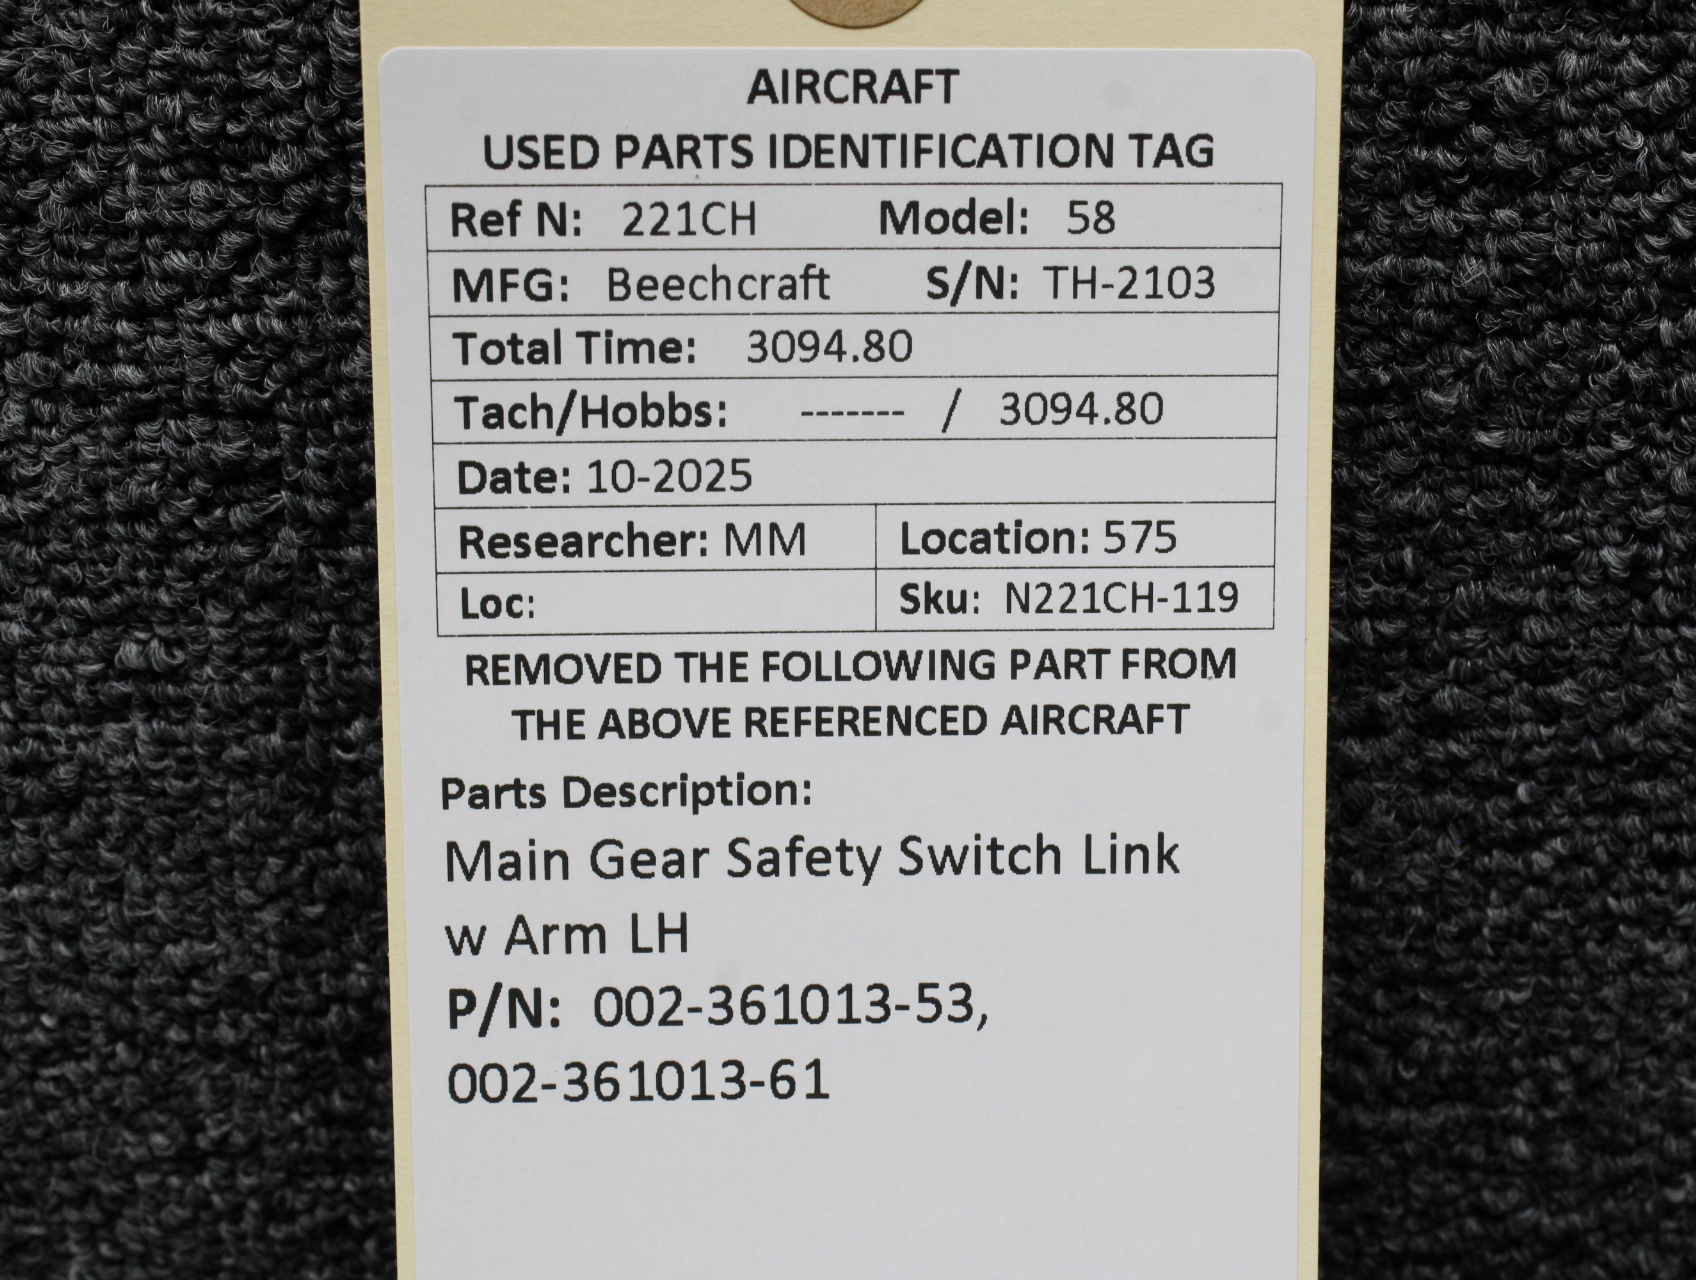 AIRCRAFT
USED PARTS IDENTIFICATION TAG
Ref N: 221CH Model: 58
MFG: Beechcraft S/N: TH-2103
Total Time: 3094.80
Tach/Hobbs: ------- / 3094.80
Date: 10-2025
Researcher: MM Location: 575
Loc: Sku: N221CH-119
REMOVED THE FOLLOWING PART FROM
THE ABOVE REFERENCED AIRCRAFT
Parts Description:
Main Gear Safety Switch Link
w Arm LH
P/N: 002-361013-53,
002-361013-61